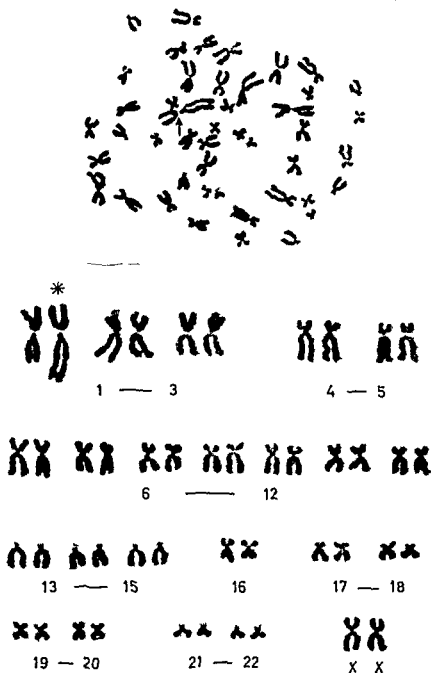 *
1 — 3 4 — 5
6 — 12
13 — 15 16 17 — 18
19 — 20 21 — 22 X X